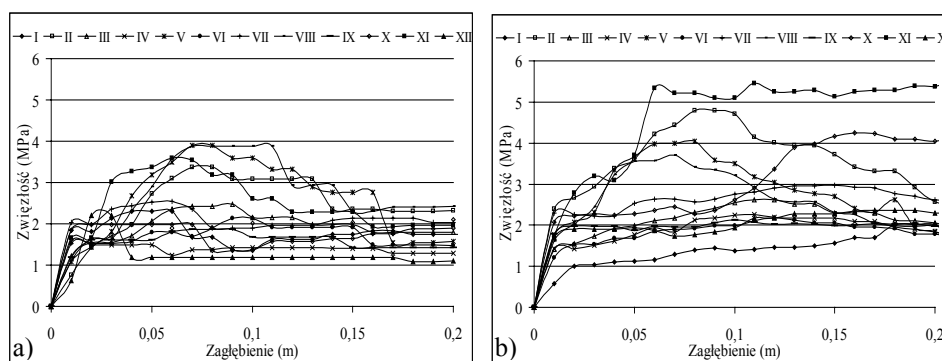 I II III IV V VI VII VIII IX X XI XII
6
5
4
3
2
1
0
Zwięzłość (MPa)
0 0,05 0,1 0,15 0,2
Zagłębienie (m)
a)
I II III IV V VI VII VIII IX X XI X
6
5
4
3
2
1
0
Zwięzłość (MPa)
0 0,05 0,1 0,15 0,2
Zagłębienie (m)
b)